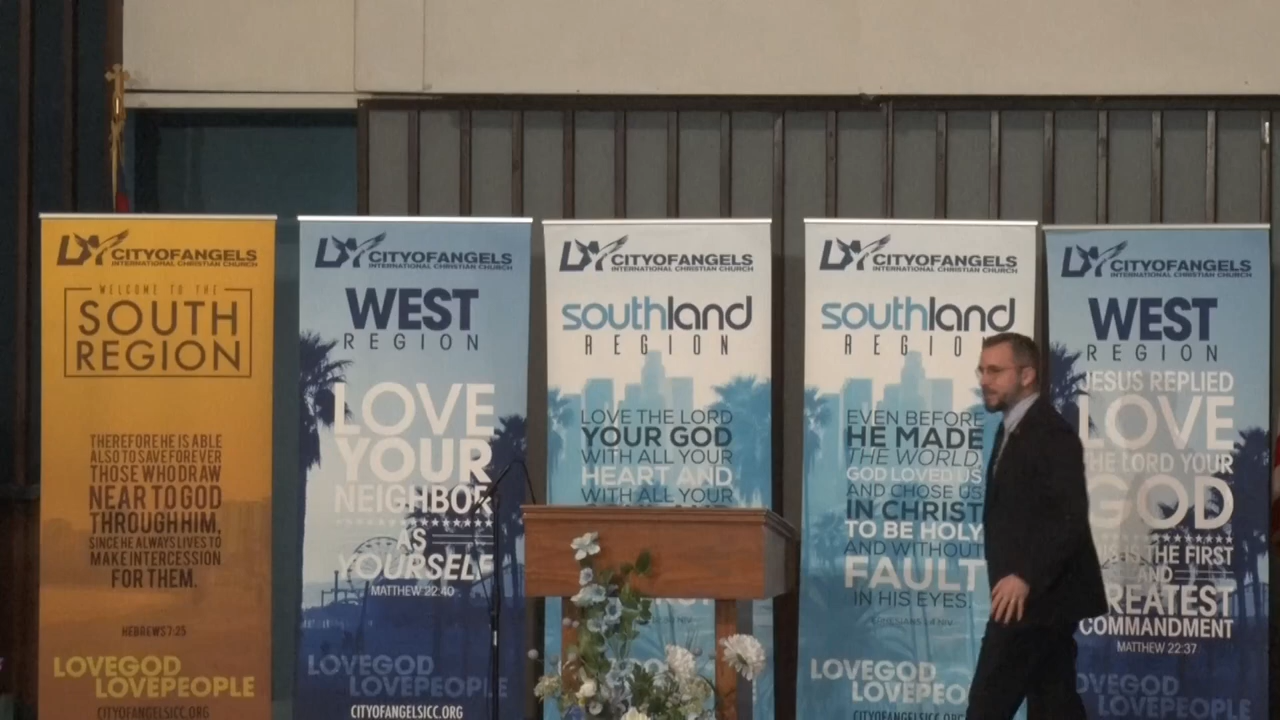 CITYOFANGELS
INTERNATIONAL CHRISTIAN CHURCH
WELCOME TO THE
SOUTH
REGION
THEREFORE HE IS ABLE
ALSO TO SAVE FOREVER
THOSE WHO DRAW
NEAR TO GOD
THROUGH HIM,
SINCE HE ALWAYS LIVES TO
MAKE INTERCESSION
FOR THEM.
HEBREWS 7:25
LOVEGOD
LOVEPEOPLE
CITYOFANGELSICC.ORG
CITYOFANGELS
INTERNATIONAL CHRISTIAN CHURCH
WEST
REGION
LOVE
YOUR
NEIGHBOR
AS
YOURSELF
MATTHEW 22:40
LOVEGOD
LOVEPEOPLE
CITYOFANGELSICC.ORG
CITYOFANGELS
INTERNATIONAL CHRISTIAN CHURCH
southland
REGION
LOVE THE LORD
YOUR GOD
WITH ALL YOUR
HEART AND
WITH ALL YOUR
CITYOFANGELS
INTERNATIONAL CHRISTIAN CHURCH
southland
REGIO
EVEN BEFORE
HE MADE
THE WORLD,
GOD LOVED US
AND CHOSE US
IN CHRIST
TO BE HOLY
AND WITHOUT
FAULT
IN HIS EYES.
LOVEGOD
LOVEPEO
CITYOFANGELS
INTERNATIONAL CHRISTIAN CHURCH
WEST
REGION
JESUS REPLIED
LOVE
THE LORD YOUR
GOD
IS THE FIRST
AND
GREATEST
COMMANDMENT
MATTHEW 22:37
LOVEGOD
LOVEPEOPLE